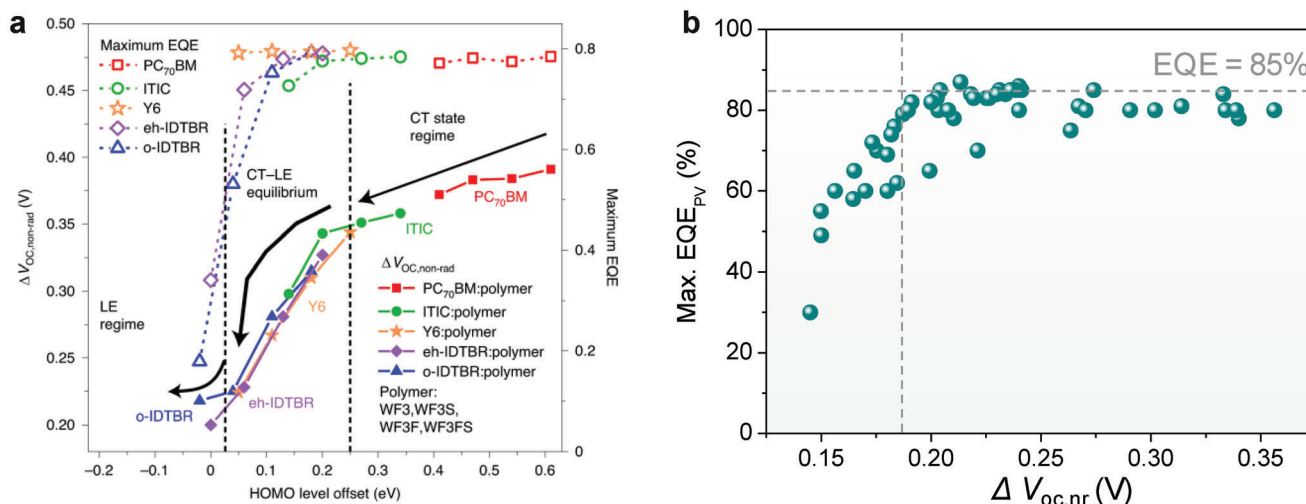 a
0.50
0.45
0.40
0.35
0.30
0.25
0.20
ΔV_OC,non-rad (V)
Maximum EQE
PC₇₀BM
ITIC
Y6
eh-IDTBR
o-IDTBR
CT state
regime
CT–LE
equilibrium
LE
regime
PC₇₀BM
ITIC
Y6
eh-IDTBR
o-IDTBR
ΔV_OC,non-rad
PC₇₀BM:polymer
ITIC:polymer
Y6:polymer
eh-IDTBR:polymer
o-IDTBR:polymer
Polymer:
WF3,WF3S,
WF3F,WF3FS
0.8
0.6
0.4
0.2
0
Maximum EQE
–0.2 –0.1 0 0.1 0.2 0.3 0.4 0.5 0.6
HOMO level offset (eV)
b
100
80
60
40
20
0
Max. EQE_PV (%)
EQE = 85%
0.15 0.20 0.25 0.30 0.35
Δ V_oc,nr (V)